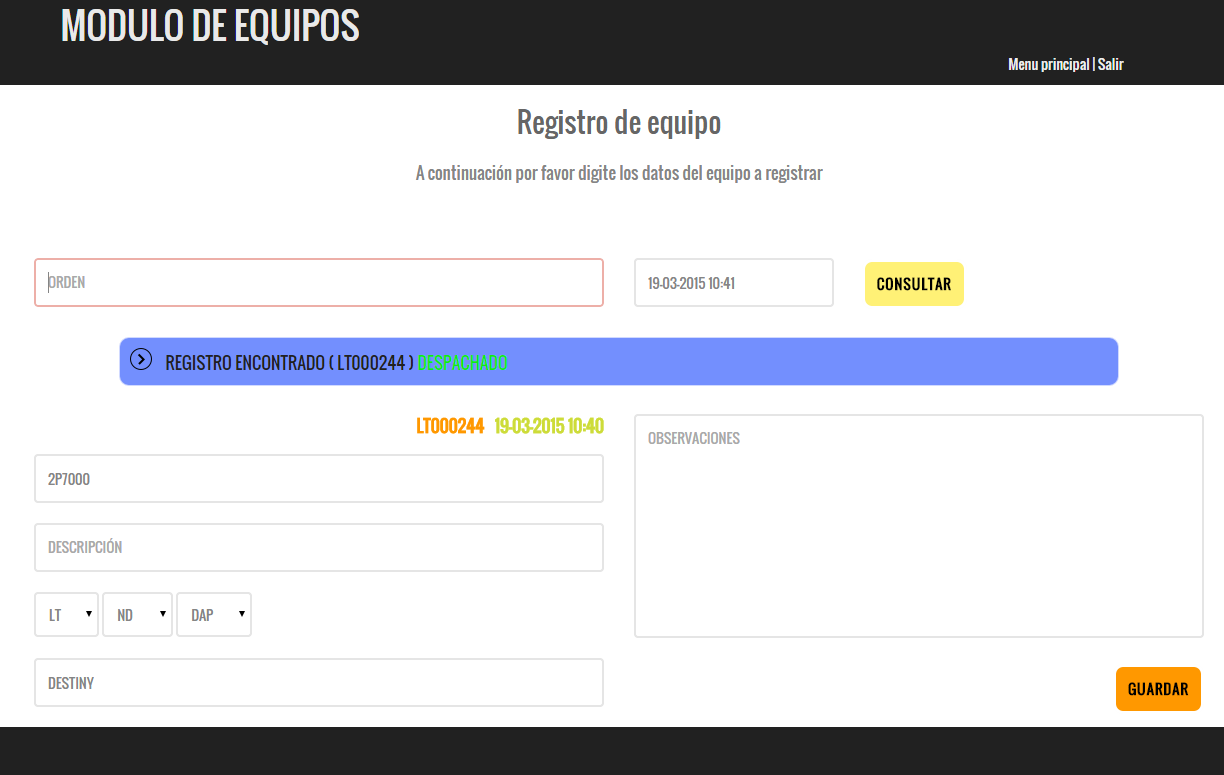 MODULO DE EQUIPOS
Menu principal | Salir
Registro de equipo
A continuación por favor digite los datos del equipo a registrar
ORDEN
19-03-2015 10:41
CONSULTAR
REGISTRO ENCONTRADO ( LT000244 ) DESPACHADO
LT000244 19-03-2015 10:40
OBSERVACIONES
2P7000
DESCRIPCIÓN
LT ND DAP
DESTINY
GUARDAR